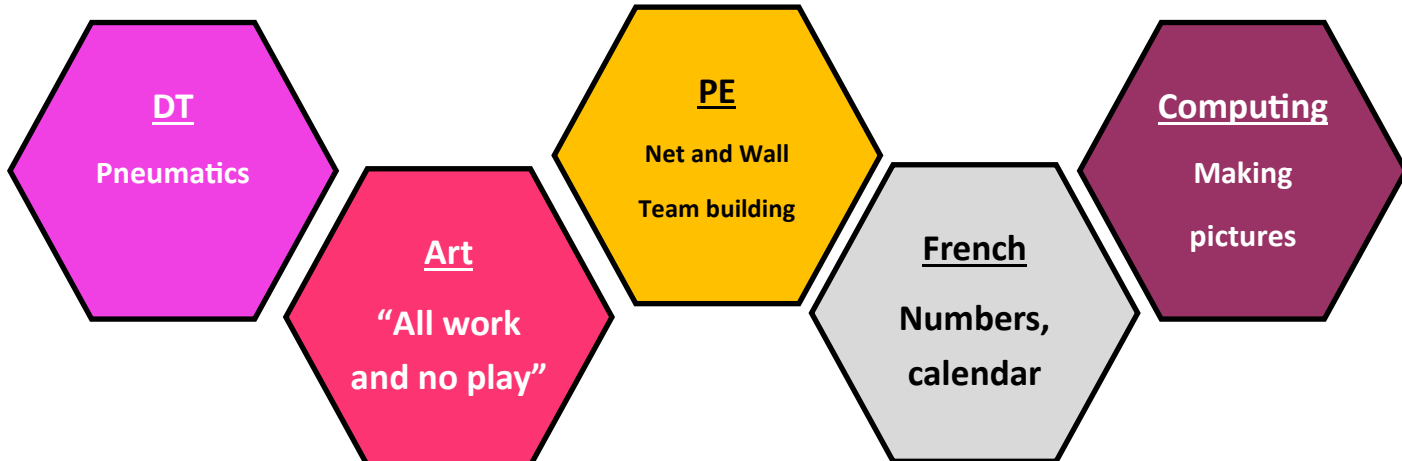 DT
Pneumatics
Art
“All work
and no play”
PE
Net and Wall
Team building
French
Numbers,
calendar
Computing
Making
pictures